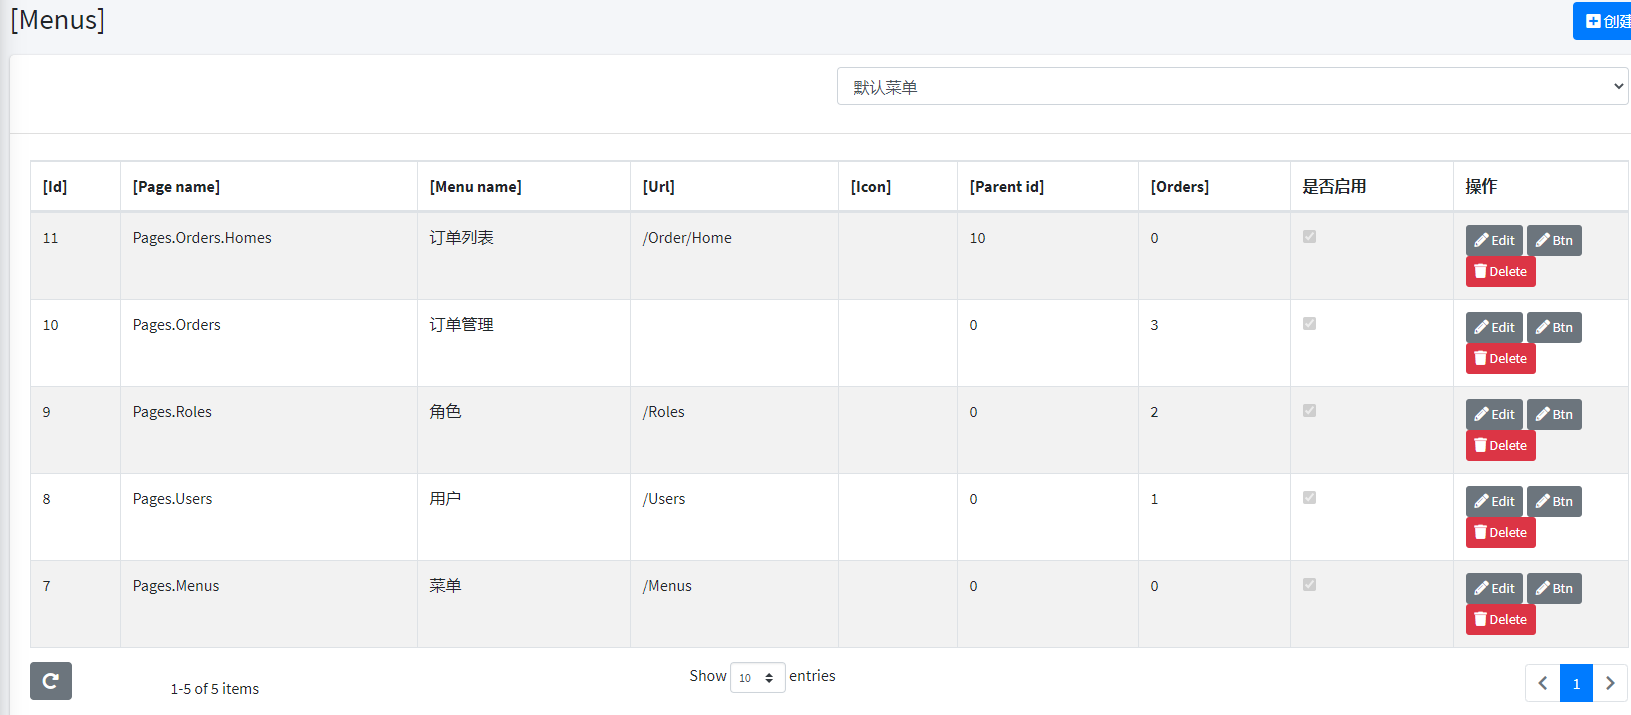 [Menus]
创建
默认菜单
[Id] [Page name] [Menu name] [Url] [Icon] [Parent id] [Orders] 是否启用 操作
11 Pages.Orders.Homes 订单列表 /Order/Home 10 0 Edit Btn
Delete
10 Pages.Orders 订单管理 0 3 Edit Btn
Delete
9 Pages.Roles 角色 /Roles 0 2 Edit Btn
Delete
8 Pages.Users 用户 /Users 0 1 Edit Btn
Delete
7 Pages.Menus 菜单 /Menus 0 0 Edit Btn
Delete
1-5 of 5 items Show 10 entries 1